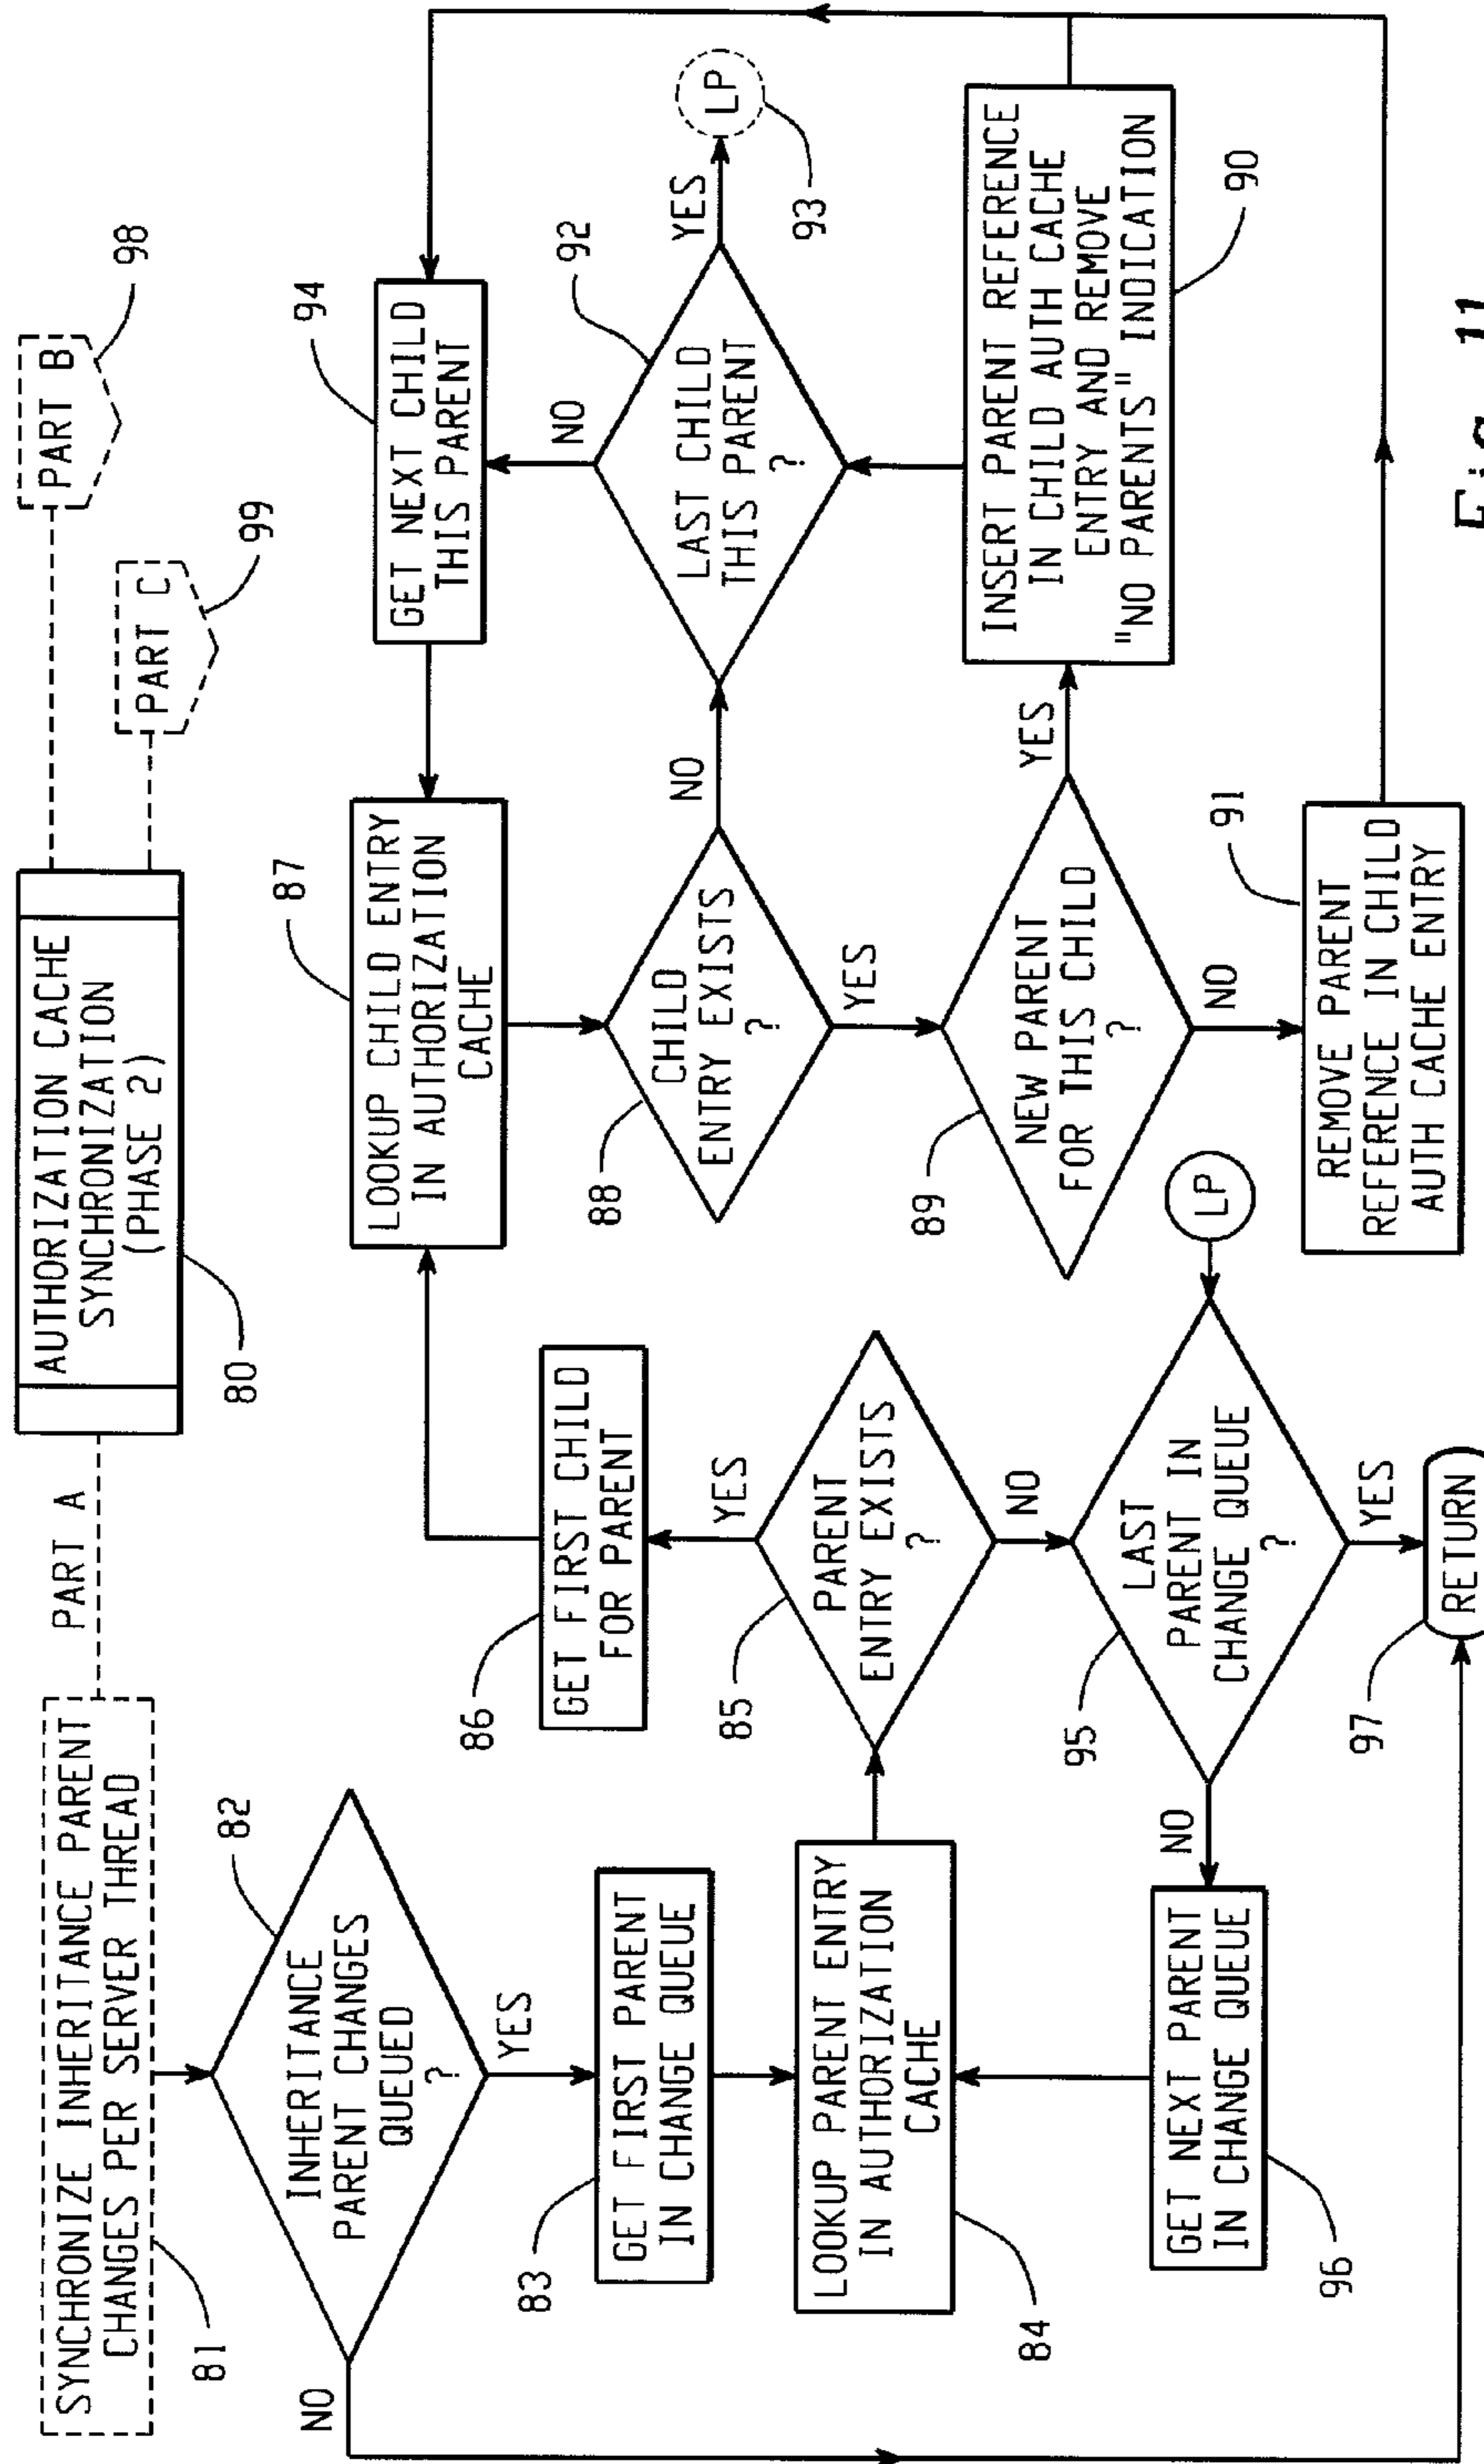 AUTHORIZATION CACHE
SYNCHRONIZATION
(PHASE 2)
80
PART A
PART B
98
PART C
99
SYNCHRONIZE INHERITANCE PARENT
CHANGES PER SERVER THREAD
81
INHERITANCE
PARENT CHANGES
QUEUED
?
82
NO
YES
GET FIRST PARENT
IN CHANGE QUEUE
83
LOOKUP PARENT ENTRY
IN AUTHORIZATION
CACHE
84
PARENT
ENTRY EXISTS
?
85
YES
NO
GET FIRST CHILD
FOR PARENT
86
LOOKUP CHILD ENTRY
IN AUTHORIZATION
CACHE
87
CHILD
ENTRY EXISTS
?
88
NO
YES
NEW PARENT
FOR THIS CHILD
?
89
YES
NO
INSERT PARENT REFERENCE
IN CHILD AUTH CACHE
ENTRY AND REMOVE
"NO PARENTS" INDICATION
90
REMOVE PARENT
REFERENCE IN CHILD
AUTH CACHE ENTRY
91
LAST CHILD
THIS PARENT
?
92
YES
NO
LP
93
GET NEXT CHILD
THIS PARENT
94
LP
LAST
PARENT IN
CHANGE QUEUE
?
95
NO
YES
GET NEXT PARENT
IN CHANGE QUEUE
96
RETURN
97
Fig. 11